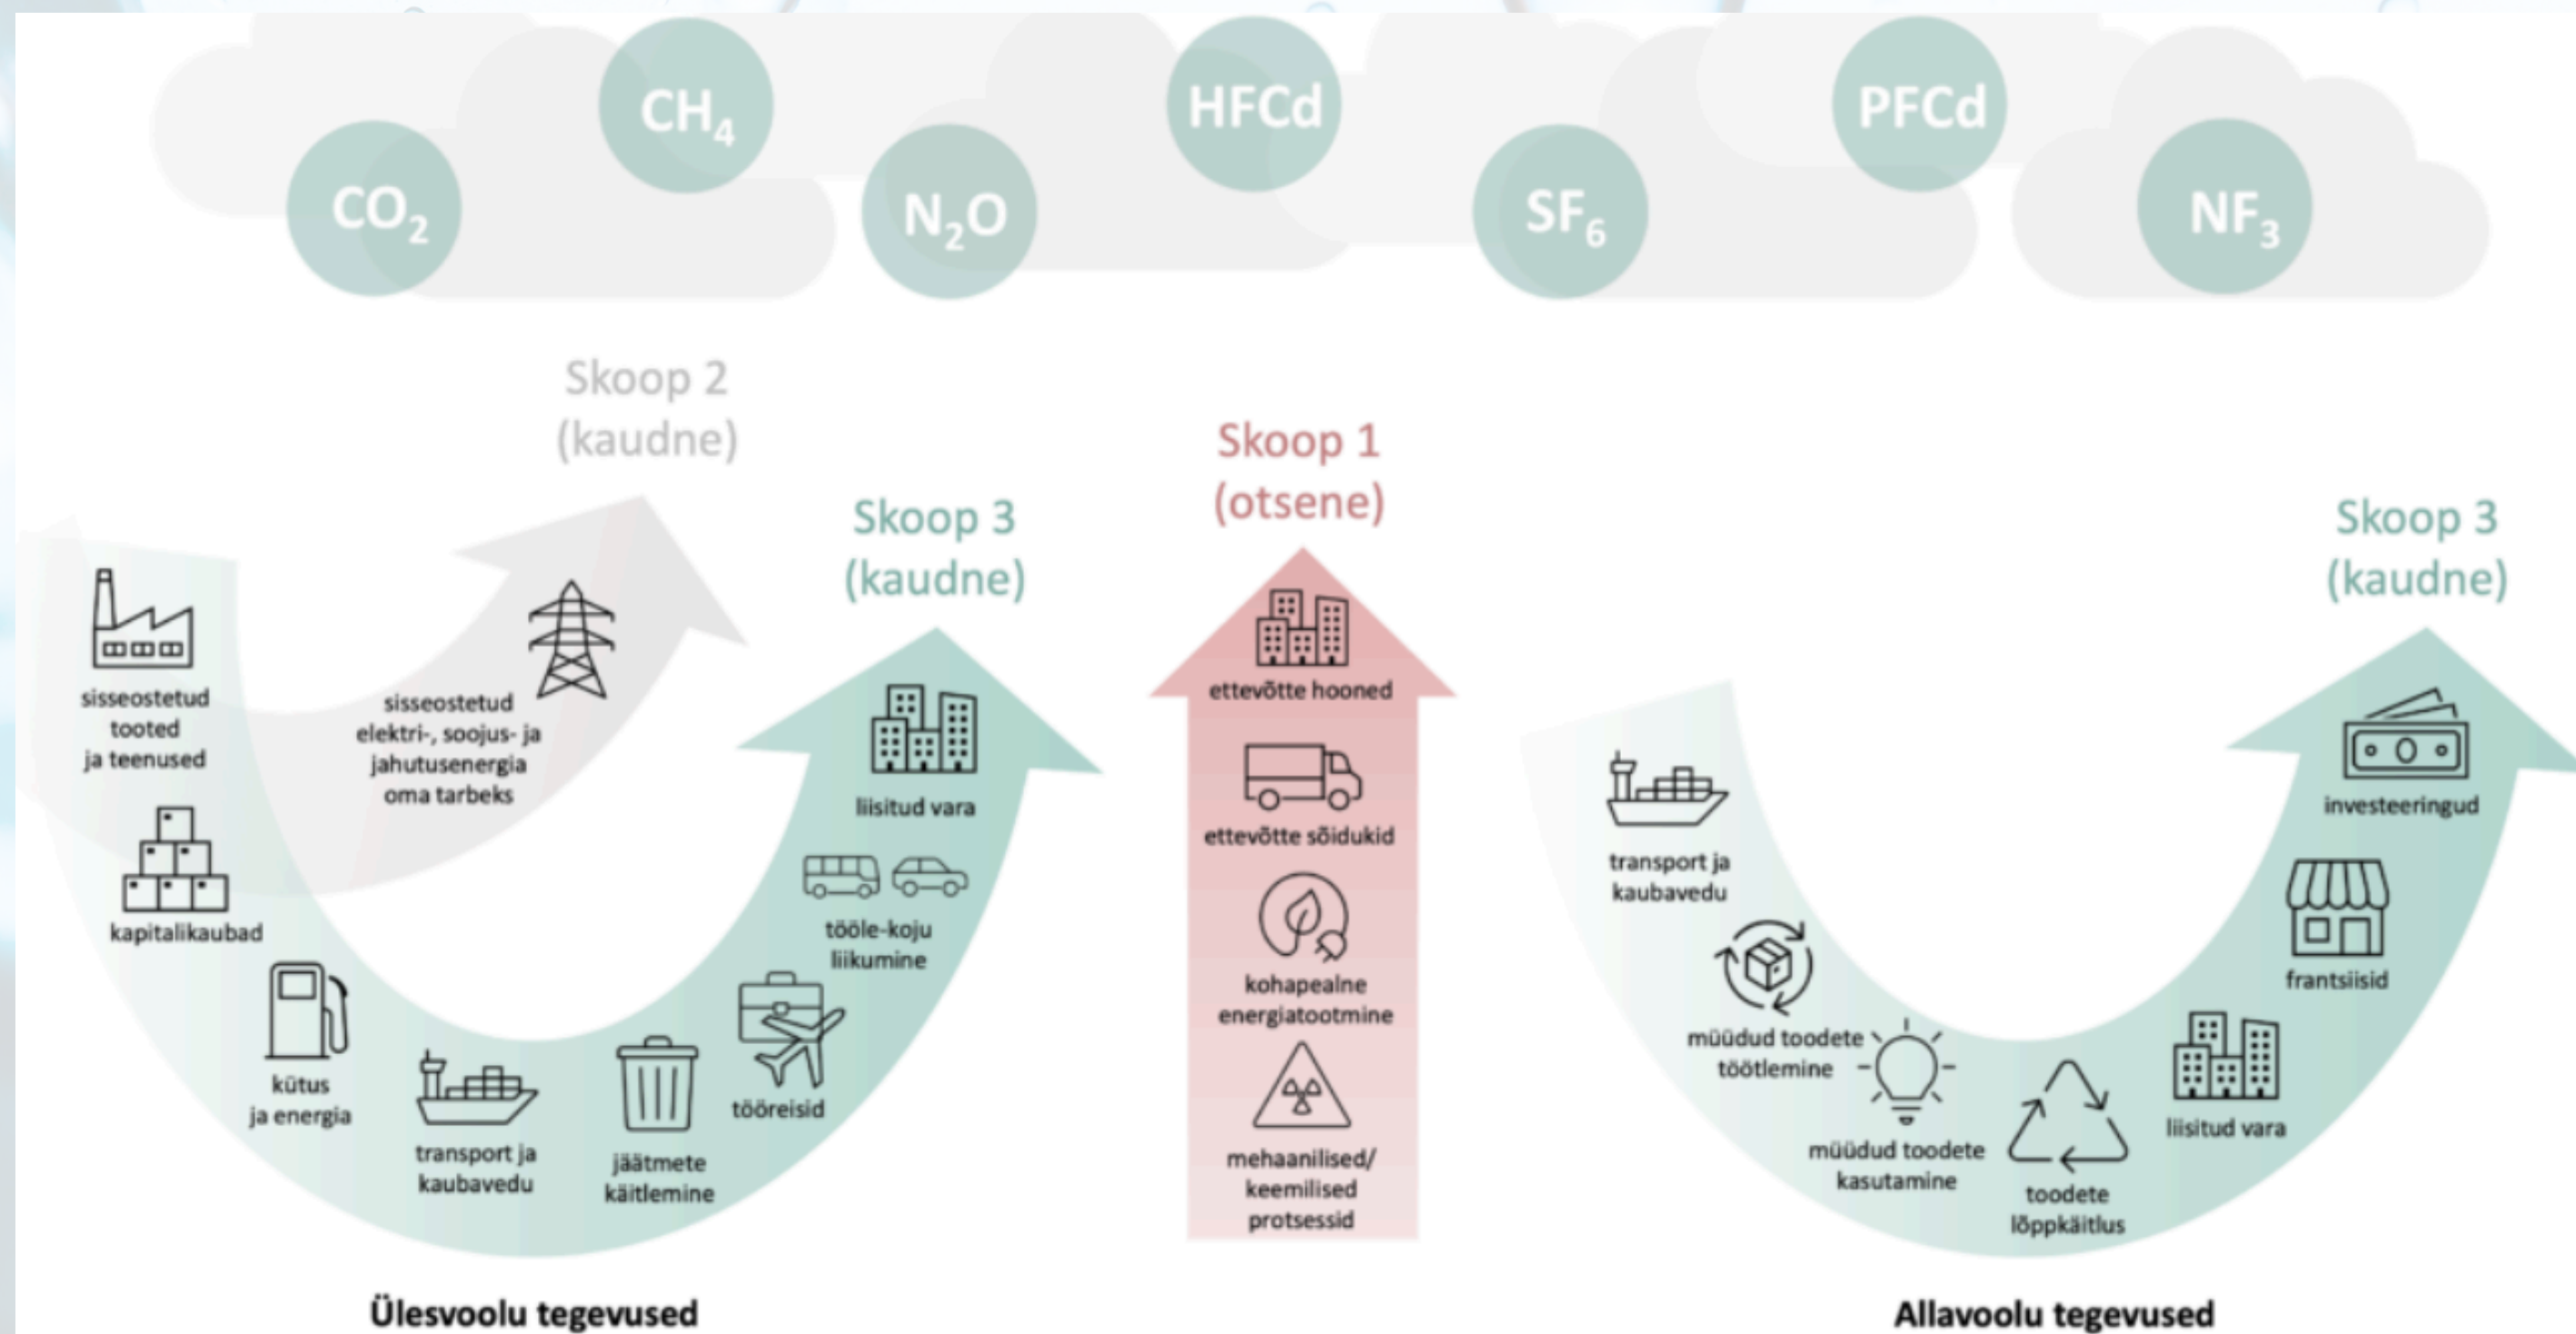 CO₂
CH₄
N₂O
HFCd
SF₆
PFCd
NF₃
Skoop 2
(kaudne)
sisseostetud
elektri-, soojus- ja
jahutusenergia
oma tarbeks
Skoop 3
(kaudne)
sisseostetud
tooted
ja teenused
kapitalikaubad
kütus
ja energia
transport ja
kaubavedu
jäätmete
käitlemine
tööreisid
tööle-koju
liikumine
liisitud vara
Ülesvoolu tegevused
Skoop 1
(otsene)
ettevõtte hooned
ettevõtte sõidukid
kohapealne
energiatootmine
mehaanilised/
keemilised
protsessid
Skoop 3
(kaudne)
transport ja
kaubavedu
müüdud toodete
töötlemine
müüdud toodete
kasutamine
toodete
lõppkäitlus
liisitud vara
frantsiisid
investeeringud
Allavoolu tegevused